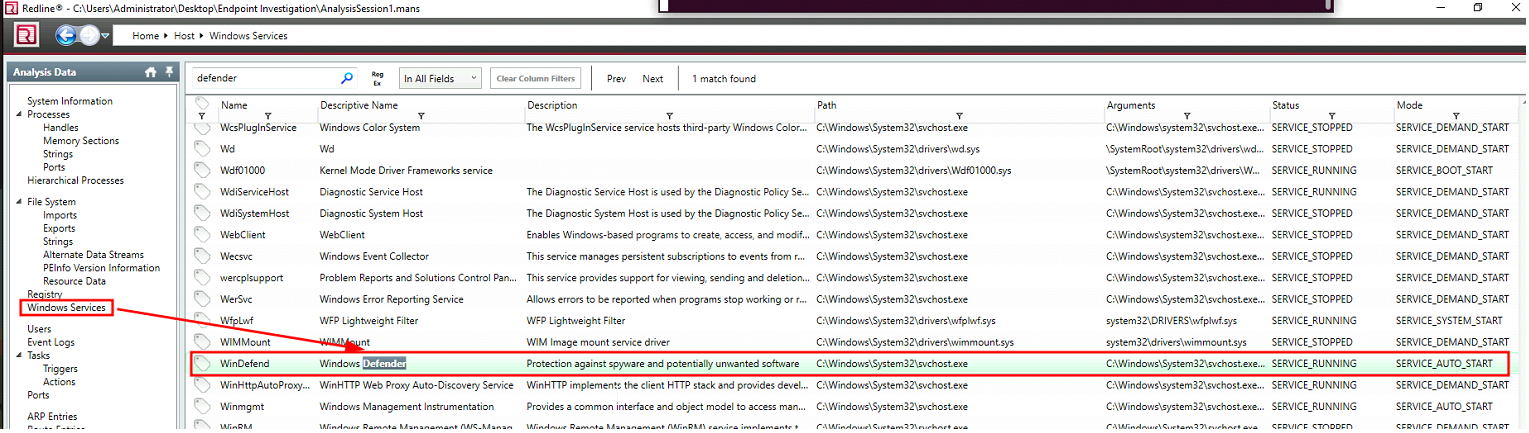 Redline® - C:\Users\Administrator\Desktop\Endpoint Investigation\AnalysisSession1.mans
Home Host Windows Services
Analysis Data
System Information
Processes
Handles
Memory Sections
Strings
Ports
Hierarchical Processes
File System
Imports
Exports
Strings
Alternate Data Streams
PEInfo Version Information
Resource Data
Registry
Windows Services
Users
Event Logs
Tasks
Triggers
Actions
Ports
ARP Entries
defender Reg Ex In All Fields Clear Column Filters Prev Next 1 match found
Name Descriptive Name Description Path Arguments Status Mode
WcsPlugInService Windows Color System The WcsPlugInService service hosts third-party Windows Color... C:\Windows\System32\svchost.exe C:\Windows\system32\svchost.exe... SERVICE_STOPPED SERVICE_DEMAND_START
Wd Wd C:\Windows\System32\drivers\wd.sys \SystemRoot\system32\drivers\wd... SERVICE_STOPPED SERVICE_DEMAND_START
Wdf01000 Kernel Mode Driver Frameworks service C:\Windows\System32\drivers\Wdf01000.sys \SystemRoot\system32\drivers\W... SERVICE_RUNNING SERVICE_BOOT_START
WdiServiceHost Diagnostic Service Host The Diagnostic Service Host is used by the Diagnostic Policy Se... C:\Windows\System32\svchost.exe C:\Windows\System32\svchost.exe... SERVICE_RUNNING SERVICE_DEMAND_START
WdiSystemHost Diagnostic System Host The Diagnostic System Host is used by the Diagnostic Policy Se... C:\Windows\System32\svchost.exe C:\Windows\System32\svchost.exe... SERVICE_STOPPED SERVICE_DEMAND_START
WebClient WebClient Enables Windows-based programs to create, access, and modif... C:\Windows\System32\svchost.exe C:\Windows\system32\svchost.exe... SERVICE_STOPPED SERVICE_DEMAND_START
Wecsvc Windows Event Collector This service manages persistent subscriptions to events from r... C:\Windows\System32\svchost.exe C:\Windows\system32\svchost.exe... SERVICE_STOPPED SERVICE_DEMAND_START
wercplsupport Problem Reports and Solutions Control Pan... This service provides support for viewing, sending and deletion... C:\Windows\System32\svchost.exe C:\Windows\System32\svchost.exe... SERVICE_STOPPED SERVICE_DEMAND_START
WerSvc Windows Error Reporting Service Allows errors to be reported when programs stop working or r... C:\Windows\System32\svchost.exe C:\Windows\System32\svchost.exe... SERVICE_STOPPED SERVICE_DEMAND_START
WfpLwf WFP Lightweight Filter WFP Lightweight Filter C:\Windows\System32\drivers\wfplwf.sys system32\DRIVERS\wfplwf.sys SERVICE_RUNNING SERVICE_SYSTEM_START
WIMMount WIMMount WIM Image mount service driver C:\Windows\System32\drivers\wimmount.sys system32\drivers\wimmount.sys SERVICE_STOPPED SERVICE_DEMAND_START
WinDefend Windows Defender Protection against spyware and potentially unwanted software C:\Windows\System32\svchost.exe C:\Windows\System32\svchost.exe... SERVICE_RUNNING SERVICE_AUTO_START
WinHttpAutoProxy... WinHTTP Web Proxy Auto-Discovery Service WinHTTP implements the client HTTP stack and provides devel... C:\Windows\System32\svchost.exe C:\Windows\system32\svchost.exe... SERVICE_RUNNING SERVICE_DEMAND_START
Winmgmt Windows Management Instrumentation Provides a common interface and object model to access man... C:\Windows\System32\svchost.exe C:\Windows\system32\svchost.exe... SERVICE_RUNNING SERVICE_AUTO_START
WinRM Windows Remote Management (WS-Manag... Windows Remote Management (WinRM) service implements t... C:\Windows\System32\svchost.exe C:\Windows\System32\svchost.exe... SERVICE_STOPPED SERVICE_DEMAND_START